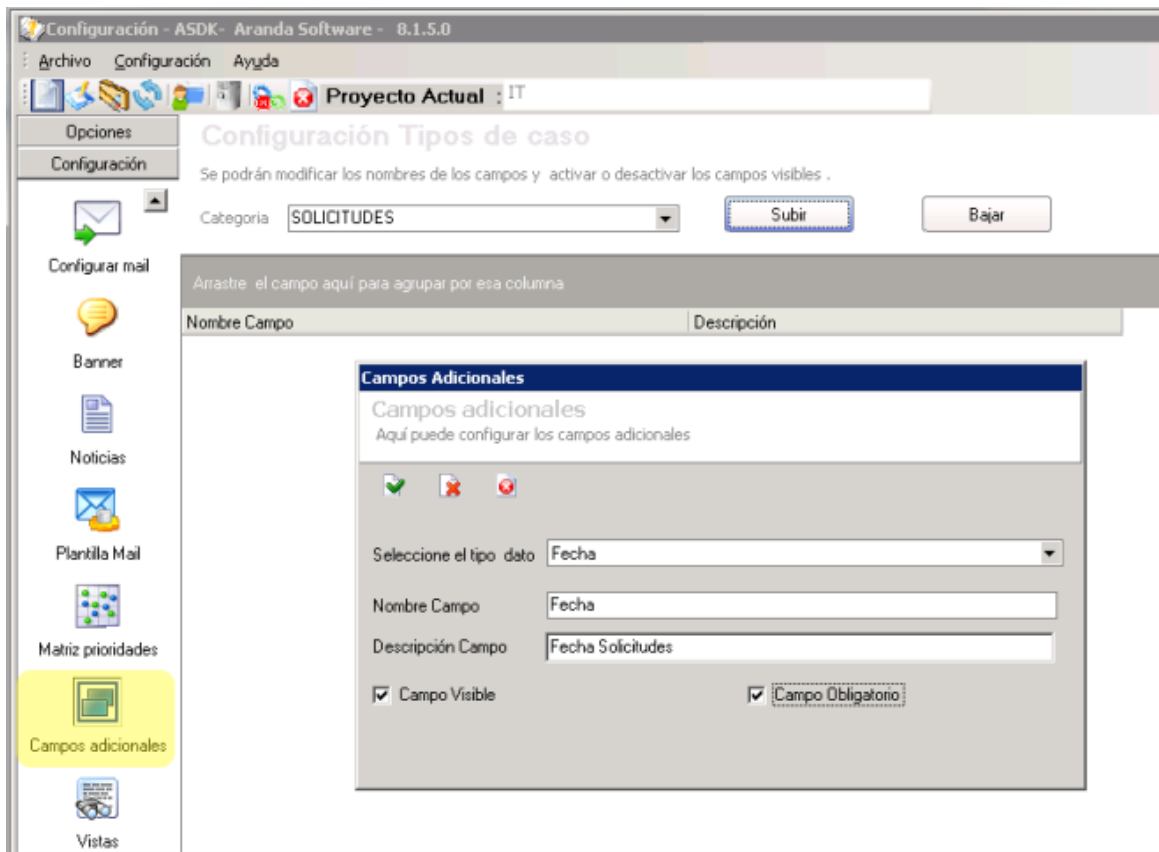 Configuración - ASDK- Aranda Software - 8.1.5.0
Archivo Configuración Ayuda
Proyecto Actual : IT
Opciones
Configuración
Configurar mail
Banner
Noticias
Plantilla Mail
Matriz prioridades
Campos adicionales
Vistas
Configuración Tipos de caso
Se podrán modificar los nombres de los campos y activar o desactivar los campos visibles .
Categoria SOLICITUDES Subir Bajar
Arrastre el campo aquí para agrupar por esa columna
Nombre Campo Descripción
Campos Adicionales
Campos adicionales
Aquí puede configurar los campos adicionales
Seleccione el tipo dato Fecha
Nombre Campo Fecha
Descripción Campo Fecha Solicitudes
Campo Visible Campo Obligatorio